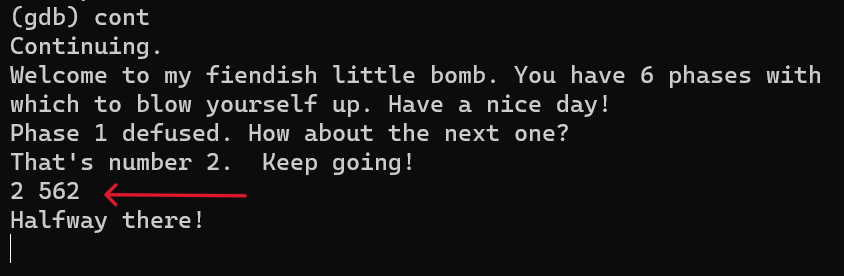 (gdb) cont
Continuing.
Welcome to my fiendish little bomb. You have 6 phases with
which to blow yourself up. Have a nice day!
Phase 1 defused. How about the next one?
That's number 2.  Keep going!
2 562
Halfway there!